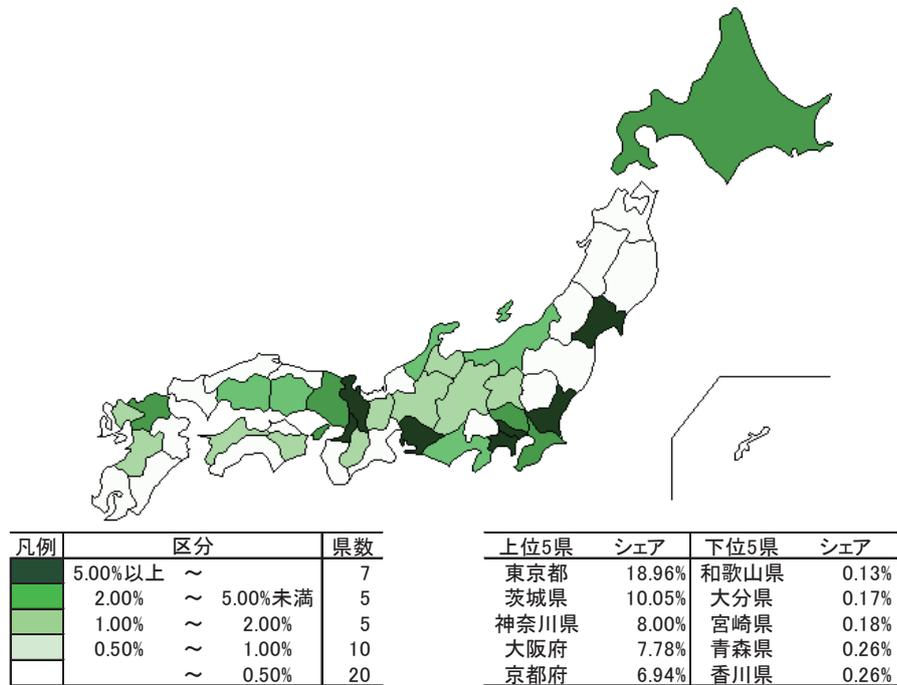 凡例 区分 県数
5.00%以上 ～ 7
2.00% ～ 5.00%未満 5
1.00% ～ 2.00% 5
0.50% ～ 1.00% 10
～ 0.50% 20
上位5県 シェア 下位5県 シェア
東京都 18.96% 和歌山県 0.13%
茨城県 10.05% 大分県 0.17%
神奈川県 8.00% 宮崎県 0.18%
大阪府 7.78% 青森県 0.26%
京都府 6.94% 香川県 0.26%